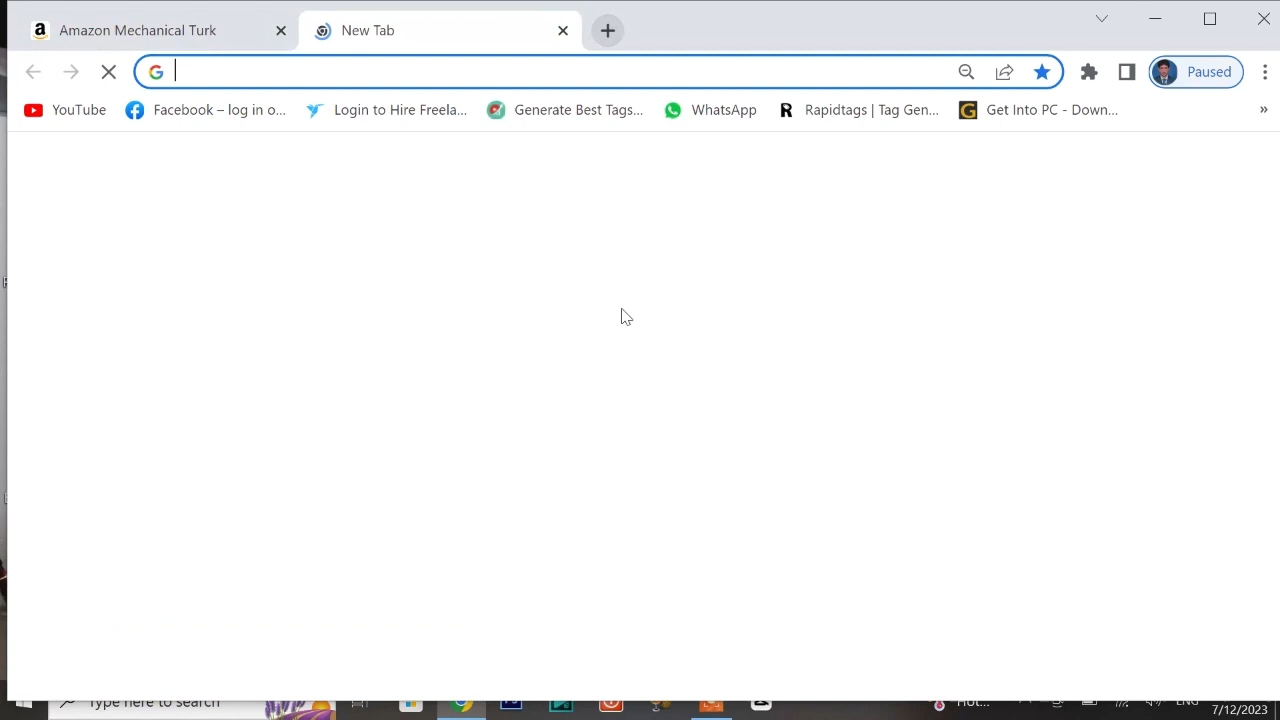 Amazon Mechanical Turk
New Tab
Paused
YouTube
Facebook – log in o...
Login to Hire Freela...
Generate Best Tags...
WhatsApp
Rapidtags | Tag Gen...
Get Into PC - Down...
»
Type here to search
Hot...
ENG
7/12/2023